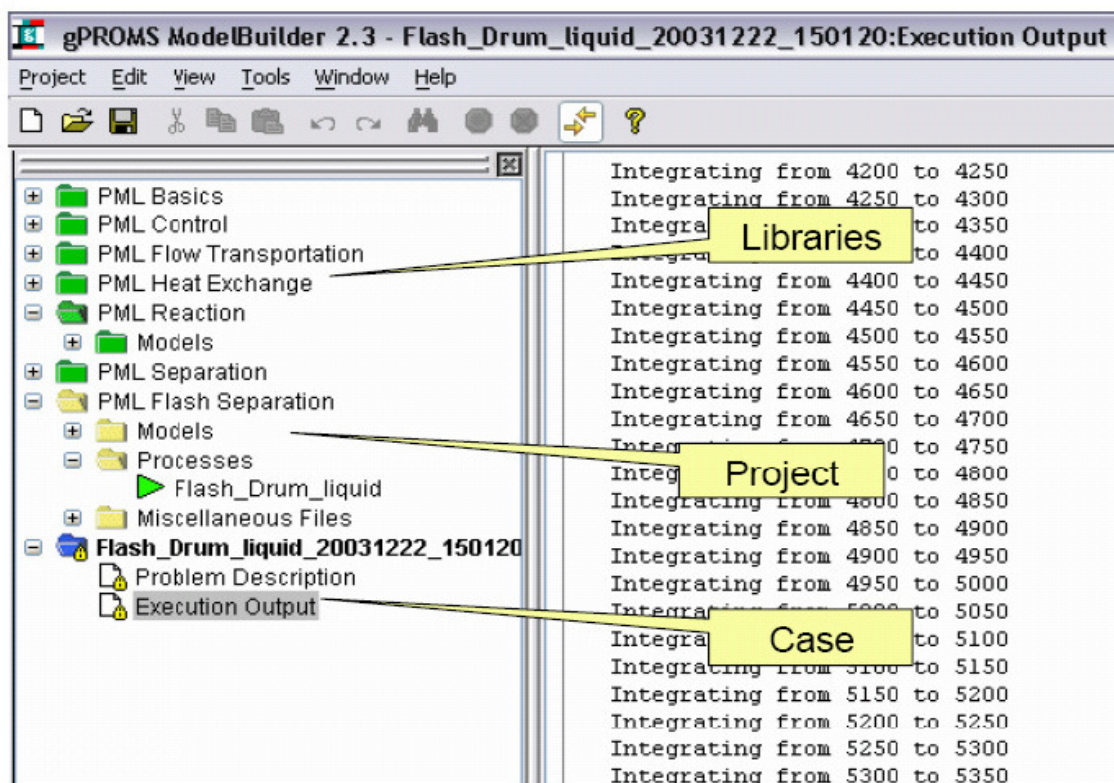 gPROMS ModelBuilder 2.3 - Flash_Drum_liquid_20031222_150120:Execution Output
Project Edit View Tools Window Help
PML Basics
PML Control
PML Flow Transportation
PML Heat Exchange
PML Reaction
Models
PML Separation
PML Flash Separation
Models
Processes
Flash_Drum_liquid
Miscellaneous Files
Flash_Drum_liquid_20031222_150120
Problem Description
Execution Output
Libraries
Project
Case
Integrating from 4200 to 4250
Integrating from 4250 to 4300
to 4350
to 4400
Integrating from 4400 to 4450
Integrating from 4450 to 4500
Integrating from 4500 to 4550
Integrating from 4550 to 4600
Integrating from 4600 to 4650
Integrating from 4650 to 4700
to 4750
to 4800
Integrating from 4800 to 4850
Integrating from 4850 to 4900
Integrating from 4900 to 4950
Integrating from 4950 to 5000
to 5050
to 5100
Integrating from 5100 to 5150
Integrating from 5150 to 5200
Integrating from 5200 to 5250
Integrating from 5250 to 5300
Integrating from 5300 to 5350